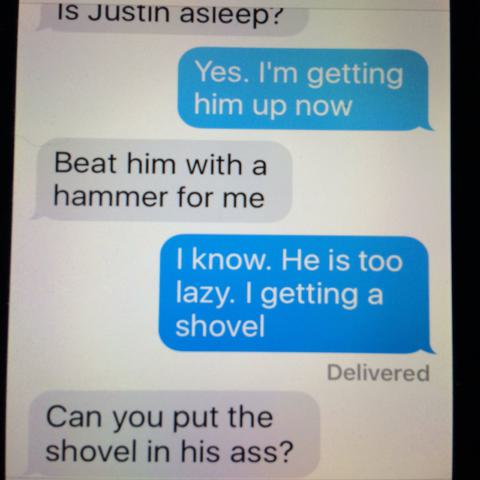 Is Justin asleep?
Yes. I'm getting
him up now
Beat him with a
hammer for me
I know. He is too
lazy. I getting a
shovel
Delivered
Can you put the
shovel in his ass?